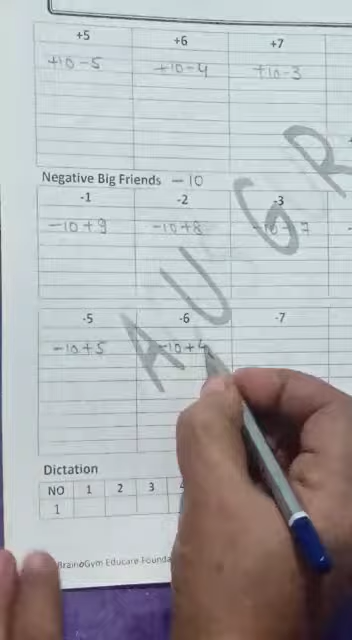 +5 +6 +7
+10-5 +10-4 +10-3
Negative Big Friends -10
-1 -2 -3
-10+9 -10+8 -10+7
-5 -6 -7
-10+5 -10+4
Dictation
NO 1 2 3
1
BrainoGym Educare
AUGR